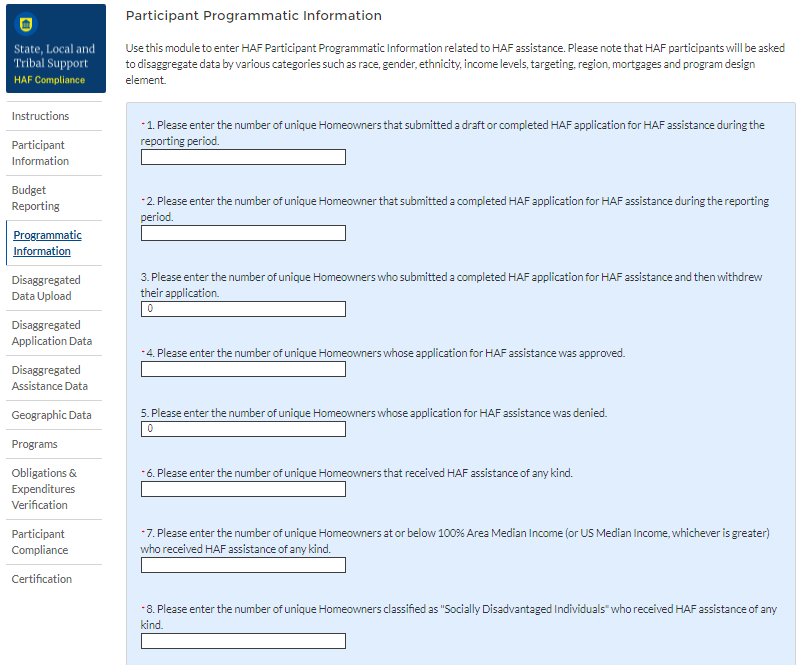 State, Local and
Tribal Support
HAF Compliance
Instructions
Participant
Information
Budget
Reporting
Programmatic
Information
Disaggregated
Data Upload
Disaggregated
Application Data
Disaggregated
Assistance Data
Geographic Data
Programs
Obligations &
Expenditures
Verification
Participant
Compliance
Certification
Participant Programmatic Information
Use this module to enter HAF Participant Programmatic Information related to HAF assistance. Please note that HAF participants will be asked
to disaggregate data by various categories such as race, gender, ethnicity, income levels, targeting, region, mortgages and program design
element.
*1. Please enter the number of unique Homeowners that submitted a draft or completed HAF application for HAF assistance during the
reporting period.
*2. Please enter the number of unique Homeowner that submitted a completed HAF application for HAF assistance during the reporting
period.
3. Please enter the number of unique Homeowners who submitted a completed HAF application for HAF assistance and then withdrew
their application.
0
*4. Please enter the number of unique Homeowners whose application for HAF assistance was approved.
5. Please enter the number of unique Homeowners whose application for HAF assistance was denied.
0
*6. Please enter the number of unique Homeowners that received HAF assistance of any kind.
*7. Please enter the number of unique Homeowners at or below 100% Area Median Income (or US Median Income, whichever is greater)
who received HAF assistance of any kind.
*8. Please enter the number of unique Homeowners classified as "Socially Disadvantaged Individuals" who received HAF assistance of any
kind.